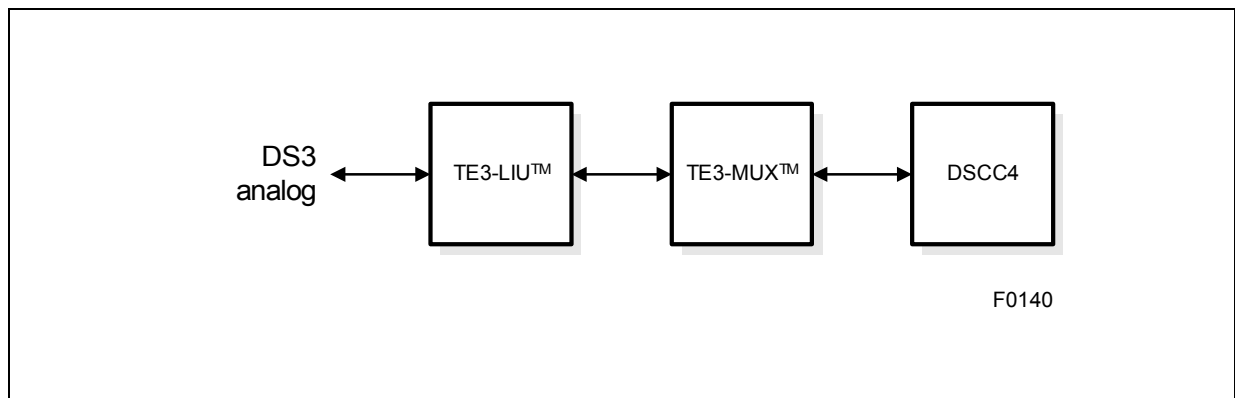 DS3
analog
TE3-LIU™
TE3-MUX™
DSCC4
F0140